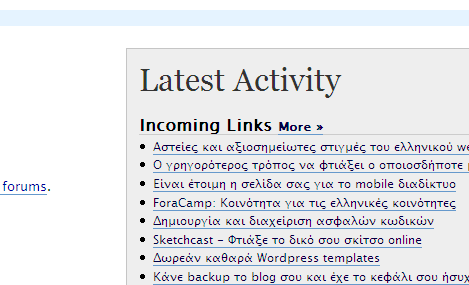 Latest Activity
Incoming Links More »
Αστείες και αξιοσημείωτες στιγμές του ελληνικού we
Ο γρηγορότερος τρόπος να φτιάξει ο οποιοσδήποτε
Είναι έτοιμη η σελίδα σας για το mobile διαδίκτυο
forums.
ForaCamp: Κοινότητα για τις ελληνικές κοινότητες
Δημιουργία και διαχείριση ασφαλών κωδικών
Sketchcast – Φτιάξε το δικό σου σκίτσο online
Δωρεάν καθαρά Wordpress templates
Κάνε backup το blog σου και έχε το κεφάλι σου ήσυχ